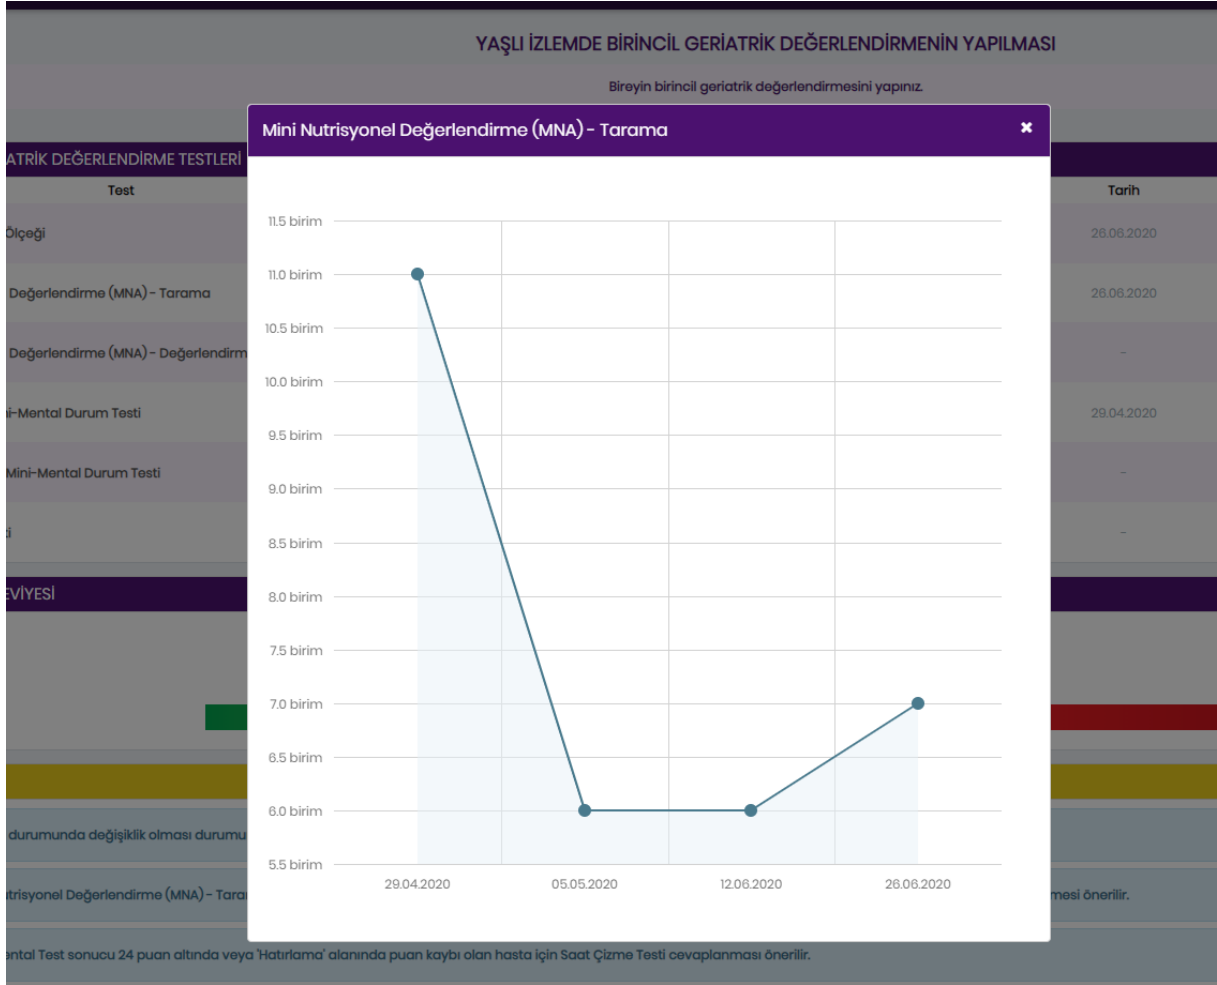 YAŞLI İZLEMDE BİRİNCİL GERİATRİK DEĞERLENDİRMENİN YAPILMASI
Bireyin birincil geriatrik değerlendirmesini yapınız.
Mini Nutrisyonel Değerlendirme (MNA) - Tarama
ATRİK DEĞERLENDİRME TESTLERİ
Test
Tarih
Ölçeği
26.06.2020
Değerlendirme (MNA) - Tarama
26.06.2020
Değerlendirme (MNA) - Değerlendirm
-
ni-Mental Durum Testi
29.04.2020
Mini-Mental Durum Testi
-
ti
-
EVİYESİ
11.5 birim
11.0 birim
10.5 birim
10.0 birim
9.5 birim
9.0 birim
8.5 birim
8.0 birim
7.5 birim
7.0 birim
6.5 birim
6.0 birim
5.5 birim
29.04.2020 05.05.2020 12.06.2020 26.06.2020
durumunda değişiklik olması durumu
utrisyonel Değerlendirme (MNA) - Tara
mesi önerilir.
ental Test sonucu 24 puan altında veya 'Hatırlama' alanında puan kaybı olan hasta için Saat Çizme Testi cevaplanması önerilir.